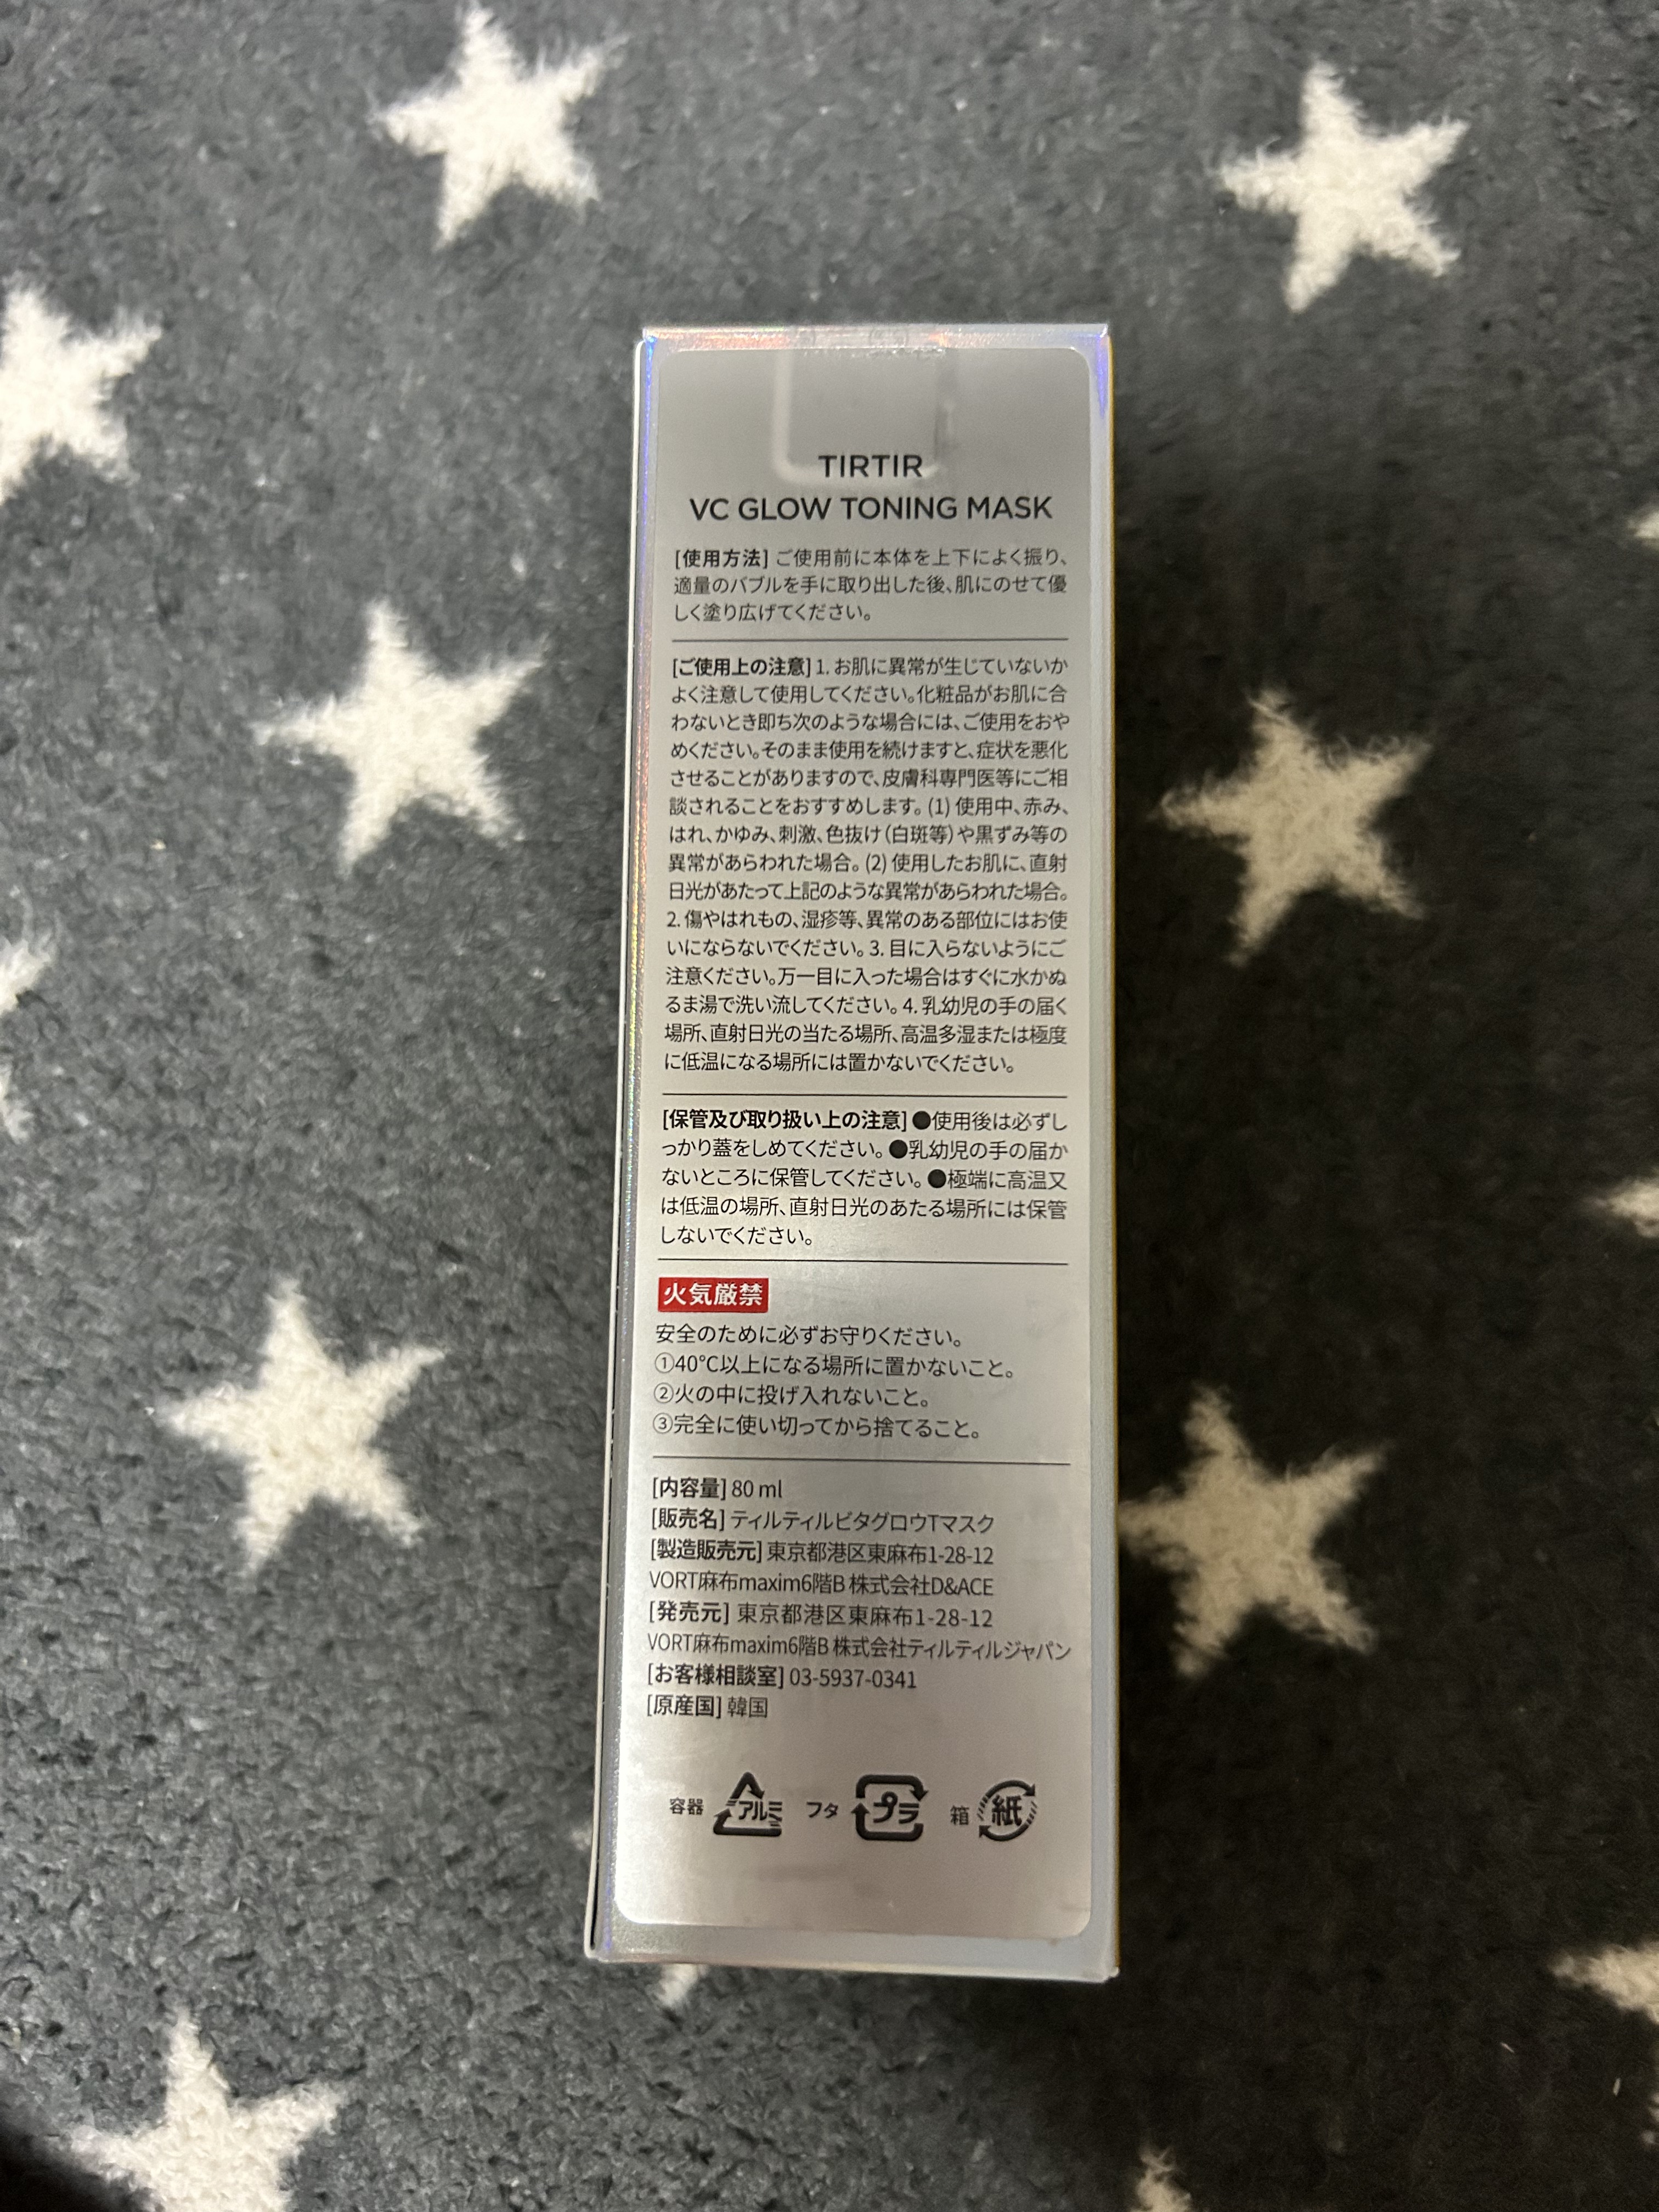 TIRTIR
VC GLOW TONING MASK
[使用方法] ご使用前に本体を上下によく振り、
適量のバブルを手に取り出した後、肌にのせて優
しく塗り広げてください。
[ご使用上の注意] 1. お肌に異常が生じていないか
よく注意して使用してください。化粧品がお肌に合
わないとき即ち次のような場合には、ご使用をおや
めください。そのまま使用を続けますと、症状を悪化
させることがありますので、皮膚科専門医等にご相
談されることをおすすめします。(1) 使用中、赤み、
はれ、かゆみ、刺激、色抜け（白斑等）や黒ずみ等の
異常があらわれた場合。(2) 使用したお肌に、直射
日光があたって上記のような異常があらわれた場合。
2. 傷やはれもの、湿疹等、異常のある部位にはお使
いにならないでください。3. 目に入らないようにご
注意ください。万一目に入った場合はすぐに水かぬ
るま湯で洗い流してください。4. 乳幼児の手の届く
場所、直射日光の当たる場所、高温多湿または極度
に低温になる場所には置かないでください。
[保管及び取り扱い上の注意] ●使用後は必ずし
っかり蓋をしめてください。●乳幼児の手の届か
ないところに保管してください。●極端に高温又
は低温の場所、直射日光のあたる場所には保管
しないでください。
火気厳禁
安全のために必ずお守りください。
①40℃以上になる場所に置かないこと。
②火の中に投げ入れないこと。
③完全に使い切ってから捨てること。
[内容量] 80 ml
[販売名] ティルティルビタグロウTマスク
[製造販売元] 東京都港区東麻布1-28-12
VORT麻布maxim6階B 株式会社D&ACE
[発売元] 東京都港区東麻布1-28-12
VORT麻布maxim6階B 株式会社ティルティルジャパン
[お客様相談室] 03-5937-0341
[原産国] 韓国
容器 アルミ フタ プラ 箱 紙